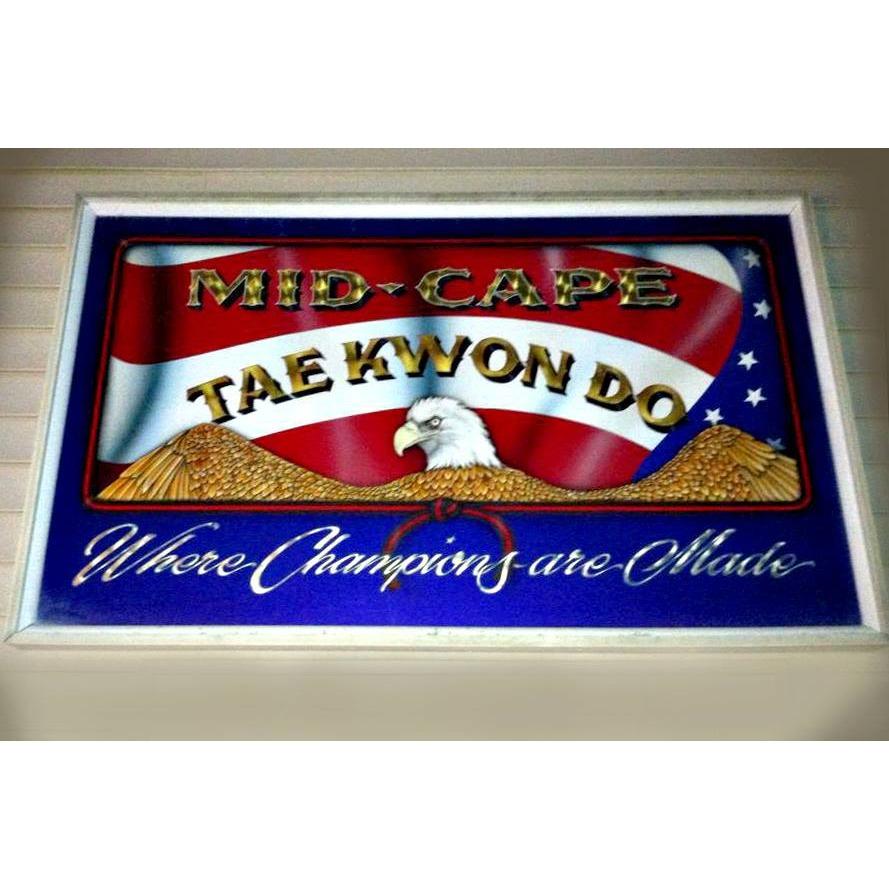 MID-CAPE
TAE KWON DO
Where Champions are Made